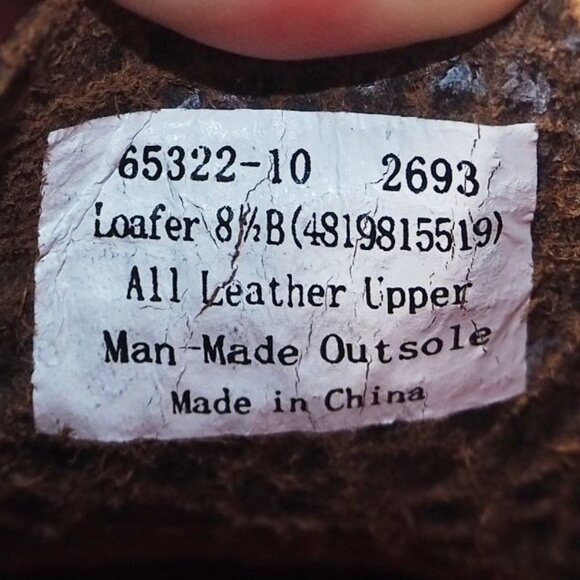 65322-10 2693
Loafer 8½B(4819815519)
All Leather Upper
Man-Made Outsole
Made in China